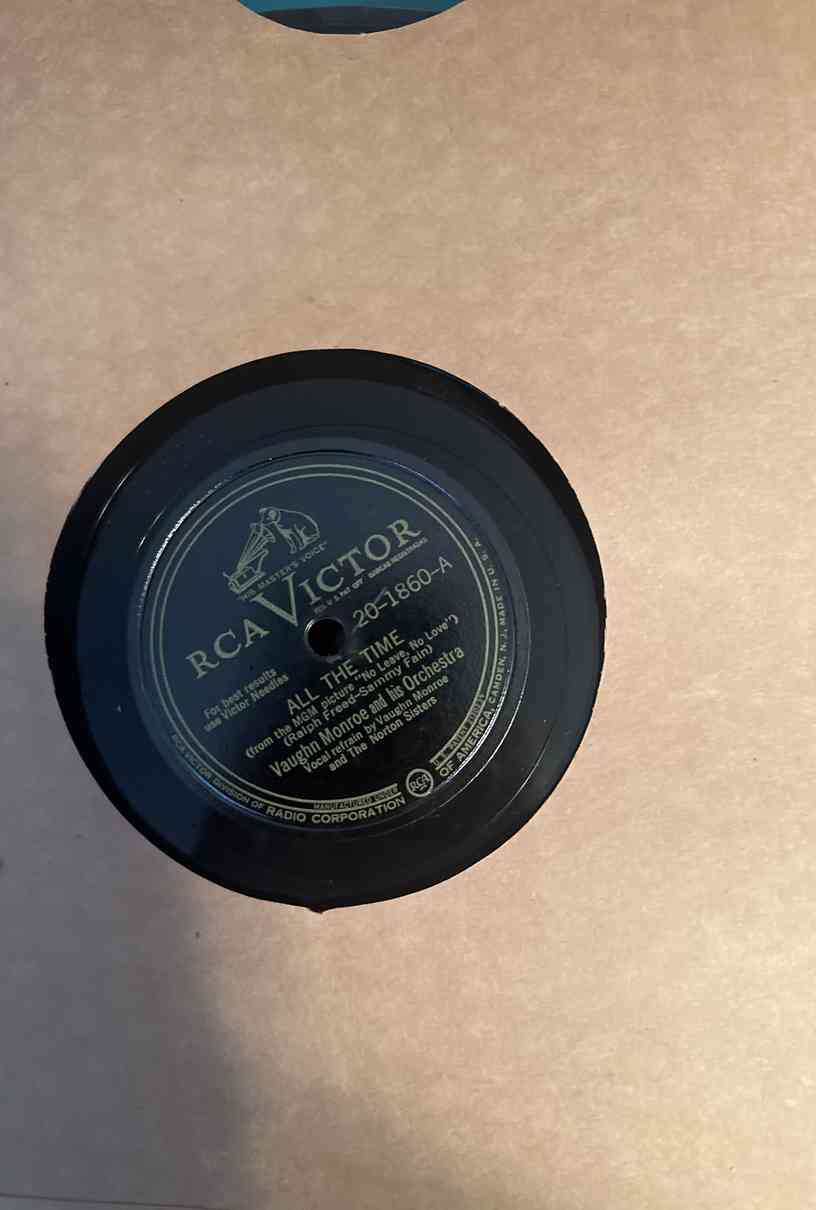 "HIS MASTER'S VOICE"
RCA VICTOR
REG. U.S. PAT. OFF. MARCAS REGISTRADAS
20-1860-A
For best results
use Victor Needles
ALL THE TIME
(from the MGM picture "No Leave, No Love")
(Ralph Freed-Sammy Fain)
Vaughn Monroe and his Orchestra
Vocal refrain by Vaughn Monroe
and The Norton Sisters
MANUFACTURED UNDER
RCA
RCA VICTOR DIVISION OF RADIO CORPORATION OF AMERICA, CAMDEN, N. J. MADE IN U. S. A.